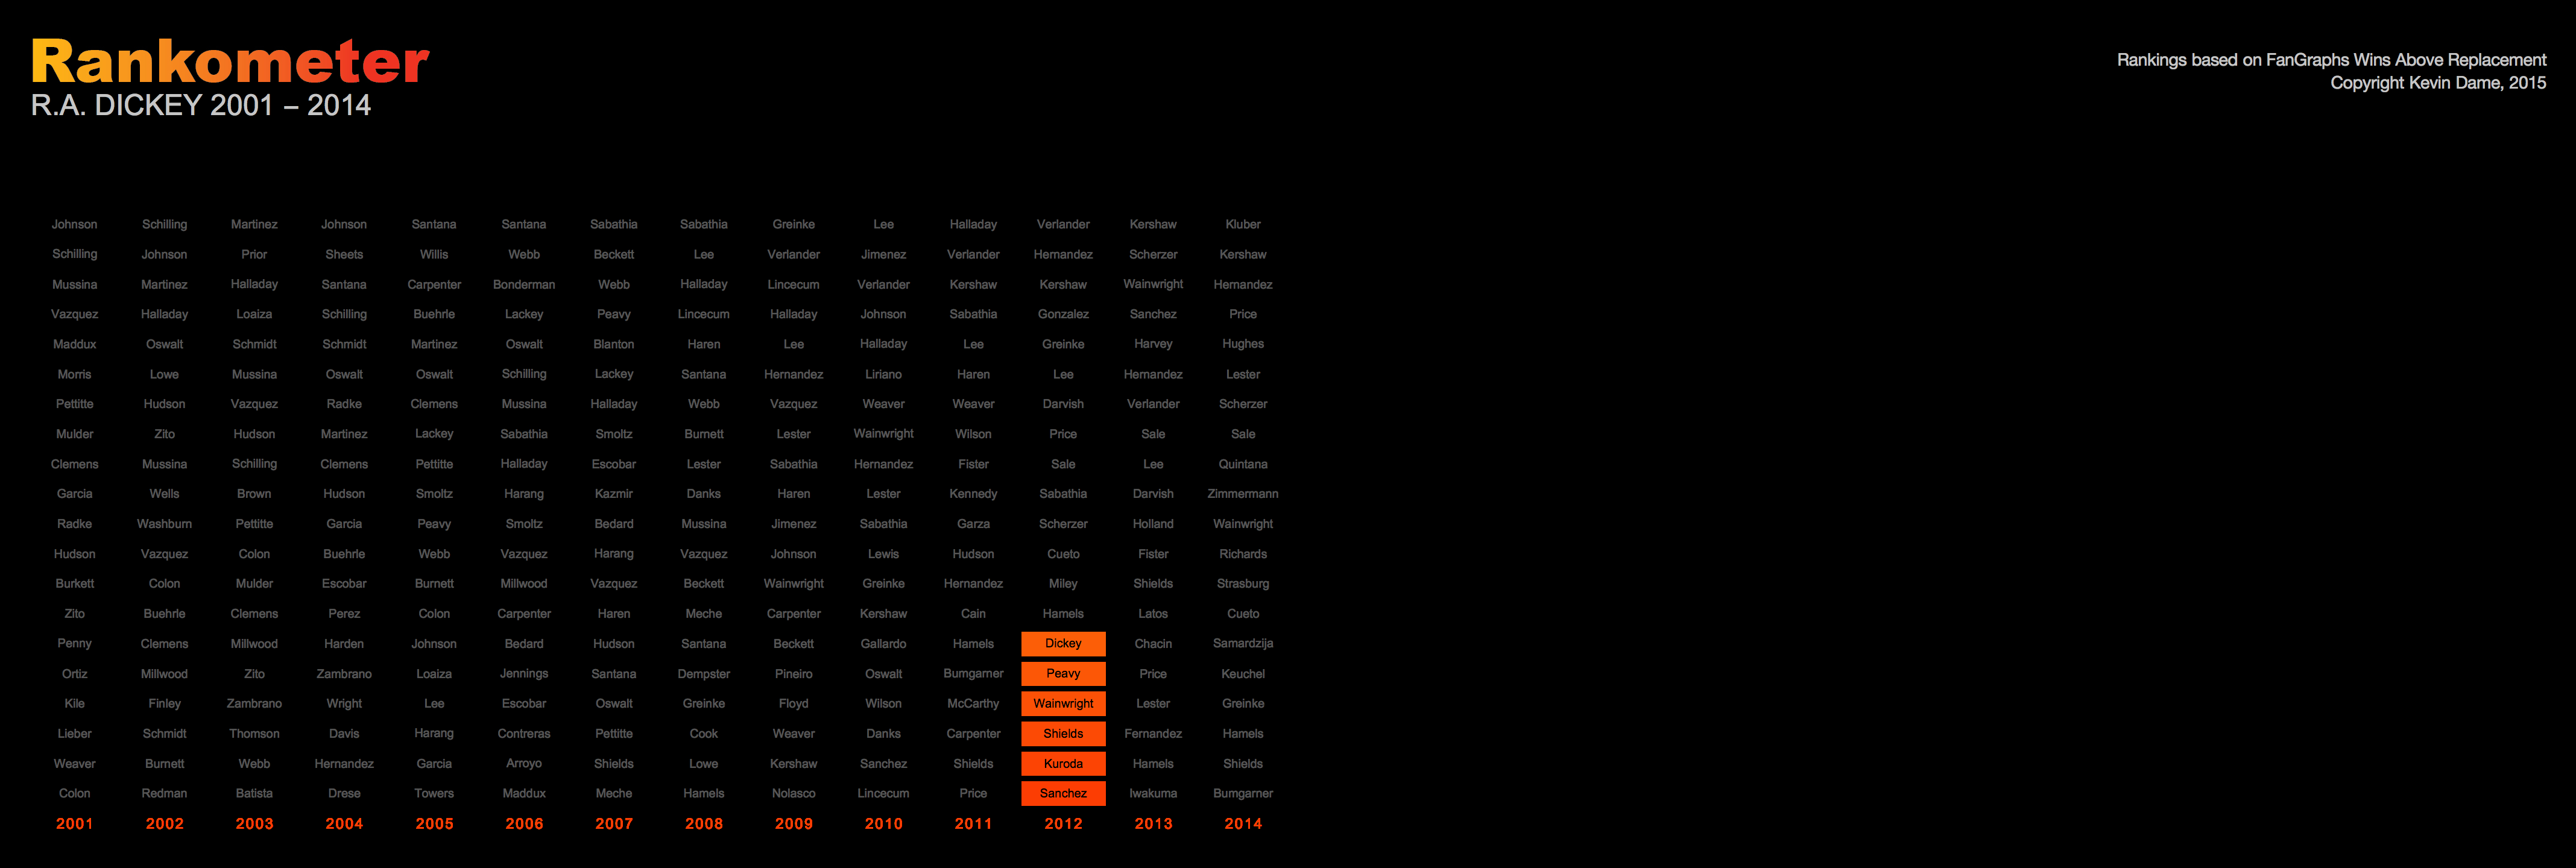 Rankometer
R.A. DICKEY 2001 – 2014
Rankings based on FanGraphs Wins Above Replacement
Copyright Kevin Dame, 2015
Johnson Schilling Martinez Johnson Santana Santana Sabathia Sabathia Greinke Lee Halladay Verlander Kershaw Kluber
Schilling Johnson Prior Sheets Willis Webb Beckett Lee Verlander Jimenez Verlander Hernandez Scherzer Kershaw
Mussina Martinez Halladay Santana Carpenter Bonderman Webb Halladay Lincecum Verlander Kershaw Kershaw Wainwright Hernandez
Vazquez Halladay Loaiza Schilling Buehrle Lackey Peavy Lincecum Halladay Johnson Sabathia Gonzalez Sanchez Price
Maddux Oswalt Schmidt Schmidt Martinez Oswalt Blanton Haren Lee Halladay Lee Greinke Harvey Hughes
Morris Lowe Mussina Oswalt Oswalt Schilling Lackey Santana Hernandez Liriano Haren Lee Hernandez Lester
Pettitte Hudson Vazquez Radke Clemens Mussina Halladay Webb Vazquez Weaver Weaver Darvish Verlander Scherzer
Mulder Zito Hudson Martinez Lackey Sabathia Smoltz Burnett Lester Wainwright Wilson Price Sale Sale
Clemens Mussina Schilling Clemens Pettitte Halladay Escobar Lester Sabathia Hernandez Fister Sale Lee Quintana
Garcia Wells Brown Hudson Smoltz Harang Kazmir Danks Haren Lester Kennedy Sabathia Darvish Zimmermann
Radke Washburn Pettitte Garcia Peavy Smoltz Bedard Mussina Jimenez Sabathia Garza Scherzer Holland Wainwright
Hudson Vazquez Colon Buehrle Webb Vazquez Harang Vazquez Johnson Lewis Hudson Cueto Fister Richards
Burkett Colon Mulder Escobar Burnett Millwood Vazquez Beckett Wainwright Greinke Hernandez Miley Shields Strasburg
Zito Buehrle Clemens Perez Colon Carpenter Haren Meche Carpenter Kershaw Cain Hamels Latos Cueto
Penny Clemens Millwood Harden Johnson Bedard Hudson Santana Beckett Gallardo Hamels Dickey Chacin Samardzija
Ortiz Millwood Zito Zambrano Loaiza Jennings Santana Dempster Pineiro Oswalt Bumgarner Peavy Price Keuchel
Kile Finley Zambrano Wright Lee Escobar Oswalt Greinke Floyd Wilson McCarthy Wainwright Lester Greinke
Lieber Schmidt Thomson Davis Harang Contreras Pettitte Cook Weaver Danks Carpenter Shields Fernandez Hamels
Weaver Burnett Webb Hernandez Garcia Arroyo Shields Lowe Kershaw Sanchez Shields Kuroda Hamels Shields
Colon Redman Batista Drese Towers Maddux Meche Hamels Nolasco Lincecum Price Sanchez Iwakuma Bumgarner
2001 2002 2003 2004 2005 2006 2007 2008 2009 2010 2011 2012 2013 2014